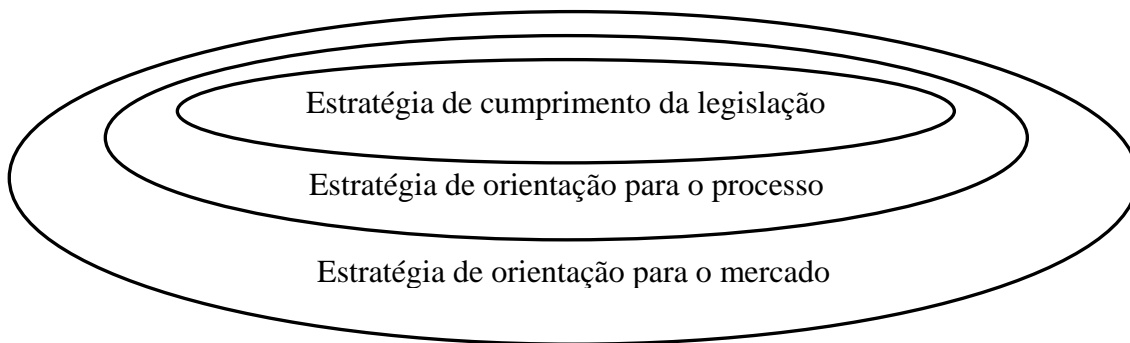 Estratégia de cumprimento da legislação
Estratégia de orientação para o processo
Estratégia de orientação para o mercado